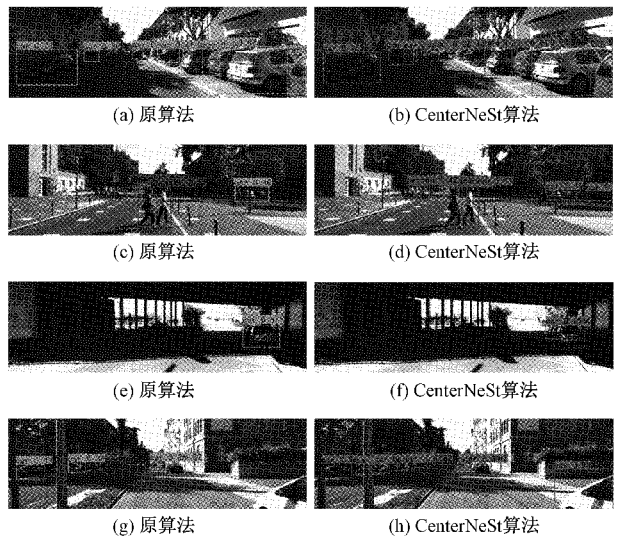 (a) 原算法
(b) CenterNeSt算法
(c) 原算法
(d) CenterNeSt算法
(e) 原算法
(f) CenterNeSt算法
(g) 原算法
(h) CenterNeSt算法